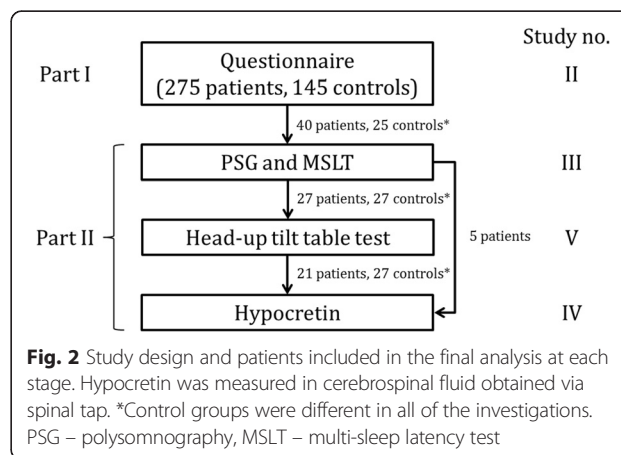 Study no.
Part I
Questionnaire
(275 patients, 145 controls)
II
40 patients, 25 controls*
PSG and MSLT
III
27 patients, 27 controls*
Part II
Head-up tilt table test
5 patients
V
21 patients, 27 controls*
Hypocretin
IV
Fig. 2 Study design and patients included in the final analysis at each
stage. Hypocretin was measured in cerebrospinal fluid obtained via
spinal tap. *Control groups were different in all of the investigations.
PSG – polysomnography, MSLT – multi-sleep latency test